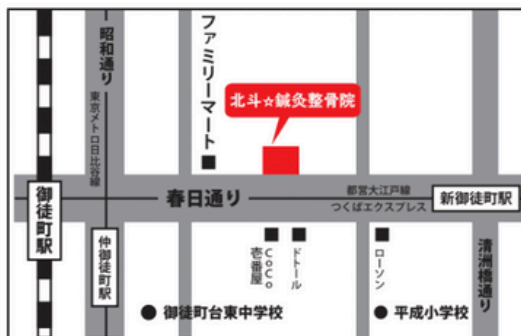 昭和通り
東京メトロ日比谷線
ファミリーマート
北斗☆鍼灸整骨院
御徒町駅
春日通り
都営大江戸線
つくばエクスプレス
新御徒町駅
仲御徒町駅
CoCo
壱番屋
ドトール
ローソン
清洲橋通り
御徒町台東中学校
平成小学校